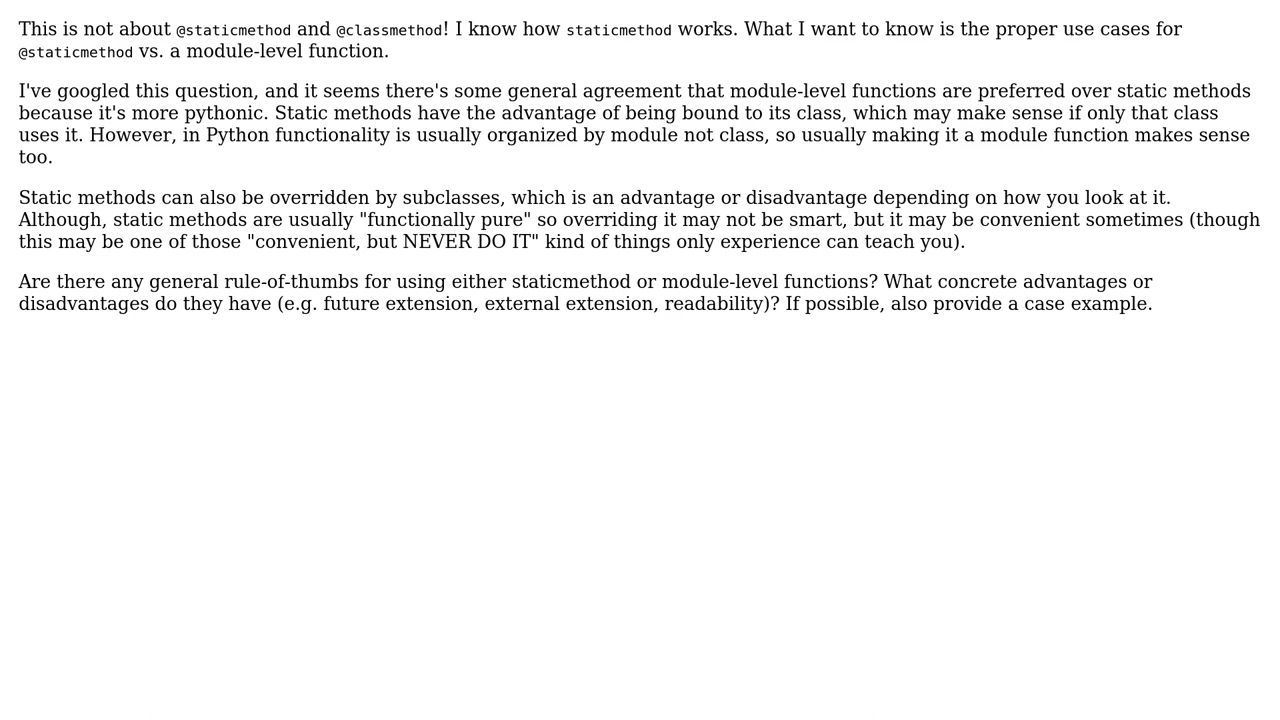 This is not about @staticmethod and @classmethod! I know how staticmethod works. What I want to know is the proper use cases for
@staticmethod vs. a module-level function.
I've googled this question, and it seems there's some general agreement that module-level functions are preferred over static methods
because it's more pythonic. Static methods have the advantage of being bound to its class, which may make sense if only that class
uses it. However, in Python functionality is usually organized by module not class, so usually making it a module function makes sense
too.
Static methods can also be overridden by subclasses, which is an advantage or disadvantage depending on how you look at it.
Although, static methods are usually "functionally pure" so overriding it may not be smart, but it may be convenient sometimes (though
this may be one of those "convenient, but NEVER DO IT" kind of things only experience can teach you).
Are there any general rule-of-thumbs for using either staticmethod or module-level functions? What concrete advantages or
disadvantages do they have (e.g. future extension, external extension, readability)? If possible, also provide a case example.